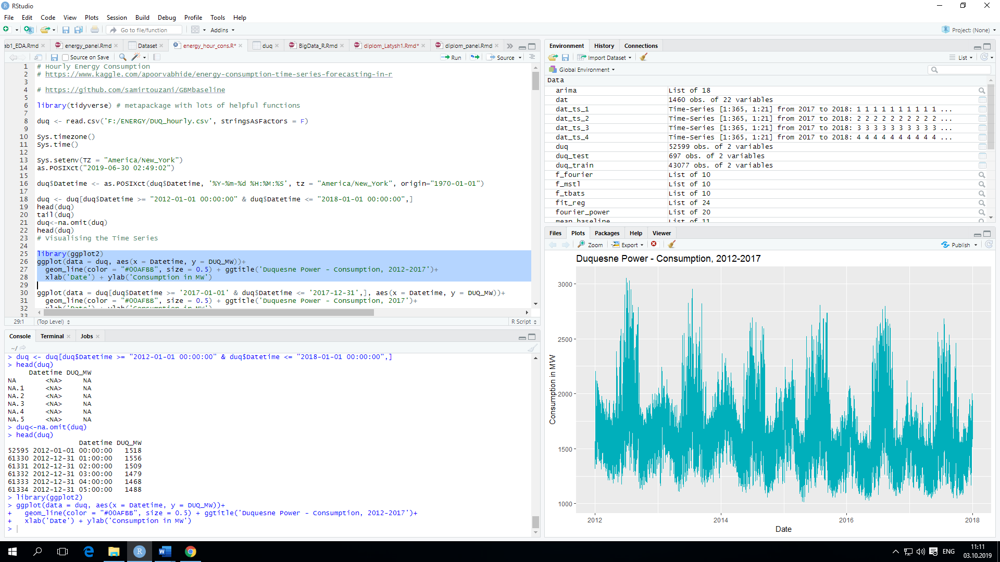 RStudio
File Edit Code View Plots Session Build Debug Profile Tools Help
Go to file/function Addins Project: (None)
ab1_EDA.Rmd energy_panel.Rmd Dataset energy_hour_cons.R* duq BigData_R.Rmd diplom_Latysh1.Rmd* diplom_panel.Rmd
Source on Save Run Source
1 # Hourly Energy Consumption
2 # https://www.kaggle.com/apoorvabhide/energy-consumption-time-series-forecasting-in-r
3
4 # https://github.com/samirtouzani/GBMbaseline
5
6 library(tidyverse) # metapackage with lots of helpful functions
7
8 duq <- read.csv('F:/ENERGY/DUQ_hourly.csv', stringsAsFactors = F)
9
10 Sys.timezone()
11 Sys.time()
12
13 Sys.setenv(TZ = "America/New_York")
14 as.POSIXct("2019-06-30 02:49:02")
15
16 duq$Datetime <- as.POSIXct(duq$Datetime, '%Y-%m-%d %H:%M:%S', tz = "America/New_York", origin="1970-01-01")
17
18 duq <- duq[duq$Datetime >= "2012-01-01 00:00:00" & duq$Datetime <= "2018-01-01 00:00:00",]
19 head(duq)
20 tail(duq)
21 duq<-na.omit(duq)
22 head(duq)
23 # Visualising the Time Series
24
25 library(ggplot2)
26 ggplot(data = duq, aes(x = Datetime, y = DUQ_MW))+
27 geom_line(color = "#00AFBB", size = 0.5) + ggtitle('Duquesne Power - Consumption, 2012-2017')+
28 xlab('Date') + ylab('Consumption in MW')
29
30 ggplot(data = duq[duq$Datetime >= '2017-01-01' & duq$Datetime <= '2017-12-31',], aes(x = Datetime, y = DUQ_MW))+
31 geom_line(color = "#00AFBB", size = 0.5) + ggtitle('Duquesne Power - Consumption, 2017')+
32 xlab('Date') + ylab('Consumption in MW')
33
29:1 (Top Level) R Script
Console Terminal Jobs
~/
> duq <- duq[duq$Datetime >= "2012-01-01 00:00:00" & duq$Datetime <= "2018-01-01 00:00:00",]
> head(duq)
Datetime DUQ_MW
NA <NA> NA
NA.1 <NA> NA
NA.2 <NA> NA
NA.3 <NA> NA
NA.4 <NA> NA
NA.5 <NA> NA
> duq<-na.omit(duq)
> head(duq)
Datetime DUQ_MW
52595 2012-01-01 00:00:00 1518
61330 2012-12-31 01:00:00 1556
61331 2012-12-31 02:00:00 1509
61332 2012-12-31 03:00:00 1479
61333 2012-12-31 04:00:00 1468
61334 2012-12-31 05:00:00 1488
> library(ggplot2)
> ggplot(data = duq, aes(x = Datetime, y = DUQ_MW))+
+ geom_line(color = "#00AFBB", size = 0.5) + ggtitle('Duquesne Power - Consumption, 2012-2017')+
+ xlab('Date') + ylab('Consumption in MW')
>
Environment History Connections
Import Dataset List
Global Environment
Data
arima List of 18
dat 1460 obs. of 22 variables
dat_ts_1 Time-Series [1:365, 1:21] from 2017 to 2018: 1 1 1 1 1 1 1 1 1 1 ...
dat_ts_2 Time-Series [1:365, 1:21] from 2017 to 2018: 2 2 2 2 2 2 2 2 2 2 ...
dat_ts_3 Time-Series [1:365, 1:21] from 2017 to 2018: 3 3 3 3 3 3 3 3 3 3 ...
dat_ts_4 Time-Series [1:365, 1:21] from 2017 to 2018: 4 4 4 4 4 4 4 4 4 4 ...
duq 52599 obs. of 2 variables
duq_test 697 obs. of 2 variables
duq_train 43077 obs. of 2 variables
f_fourier List of 10
f_mstl List of 10
f_tbats List of 10
fit_reg List of 24
fourier_power List of 20
mean_baseline List of 11
Files Plots Packages Help Viewer
Zoom Export Publish
Duquesne Power - Consumption, 2012-2017
Consumption in MW
3000
2500
2000
1500
1000
2012 2014 2016 2018
Date
ENG
11:11
03.10.2019